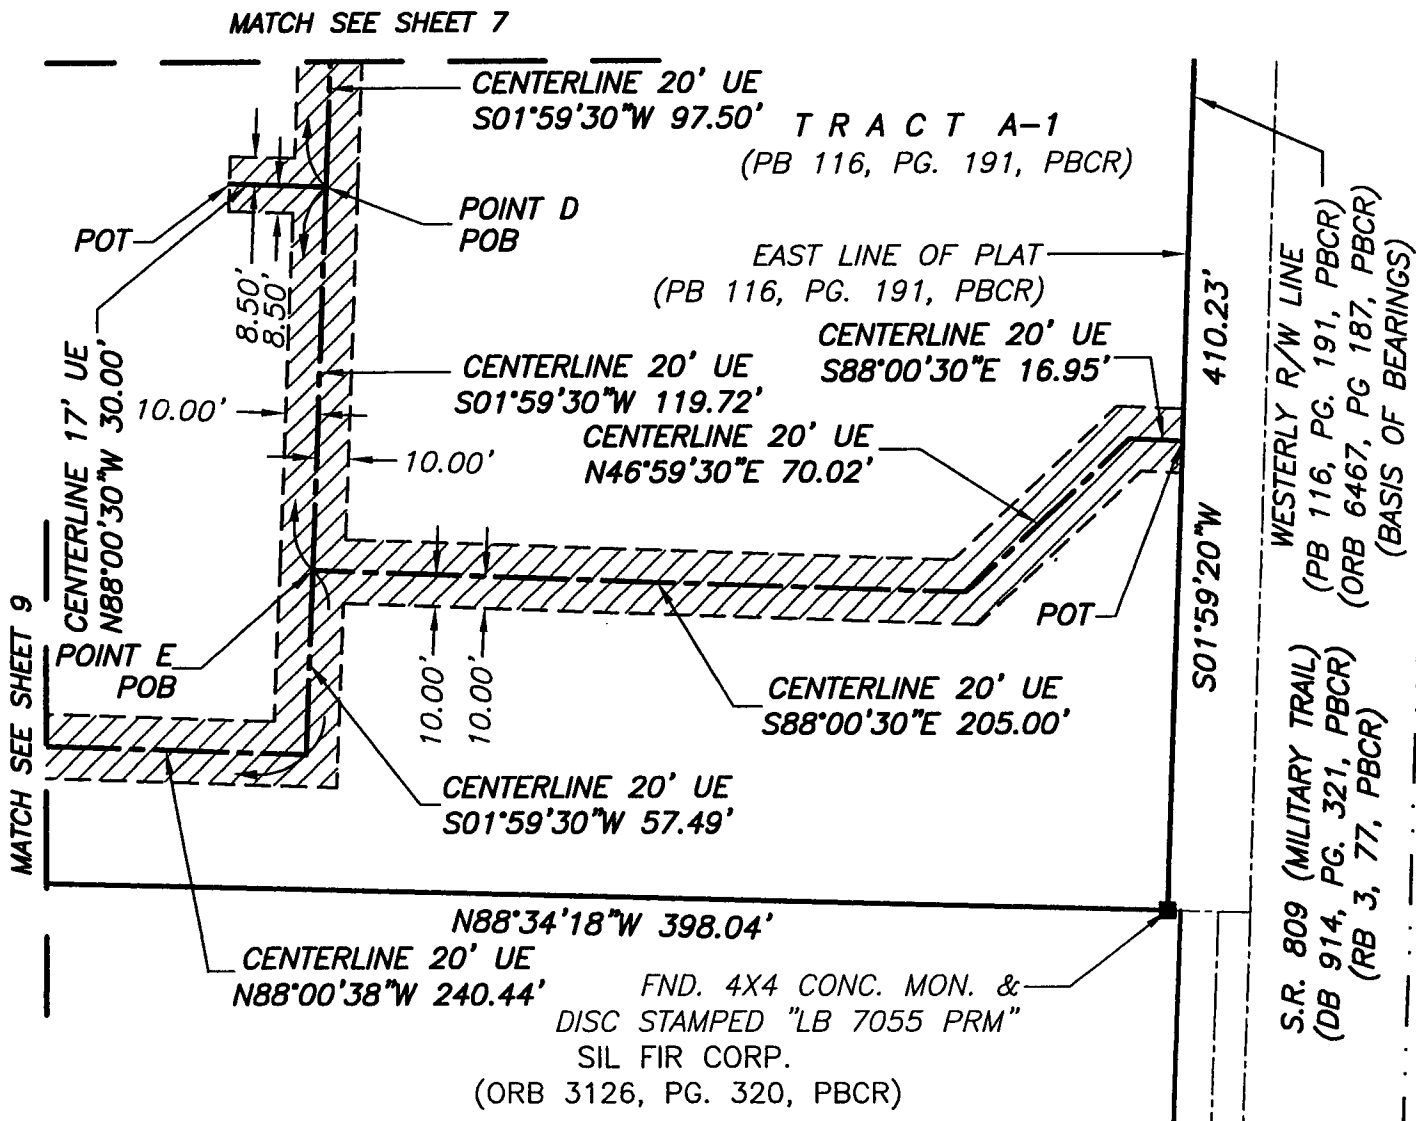 MATCH SEE SHEET 7
CENTERLINE 20' UE
S01°59'30"W 97.50'
TRACT A-1
(PB 116, PG. 191, PBCR)
POINT D
POB
POT
EAST LINE OF PLAT
(PB 116, PG. 191, PBCR)
8.50'
8.50'
CENTERLINE 17' UE
N88°00'30"W 30.00'
CENTERLINE 20' UE
S88°00'30"E 16.95'
CENTERLINE 20' UE
S01°59'30"W 119.72'
10.00'
10.00'
CENTERLINE 20' UE
N46°59'30"E 70.02'
410.23'
S01°59'20"W
WESTERLY R/W LINE
(PB 116, PG. 191, PBCR)
(ORB 6467, PG 187, PBCR)
(BASIS OF BEARINGS)
MATCH SEE SHEET 9
POINT E
POB
POT
10.00'
10.00'
CENTERLINE 20' UE
S88°00'30"E 205.00'
CENTERLINE 20' UE
S01°59'30"W 57.49'
S.R. 809 (MILITARY TRAIL)
(DB 914, PG. 321, PBCR)
(RB 3, 77, PBCR)
N88°34'18"W 398.04'
CENTERLINE 20' UE
N88°00'38"W 240.44'
FND. 4X4 CONC. MON. &
DISC STAMPED "LB 7055 PRM"
SIL FIR CORP.
(ORB 3126, PG. 320, PBCR)